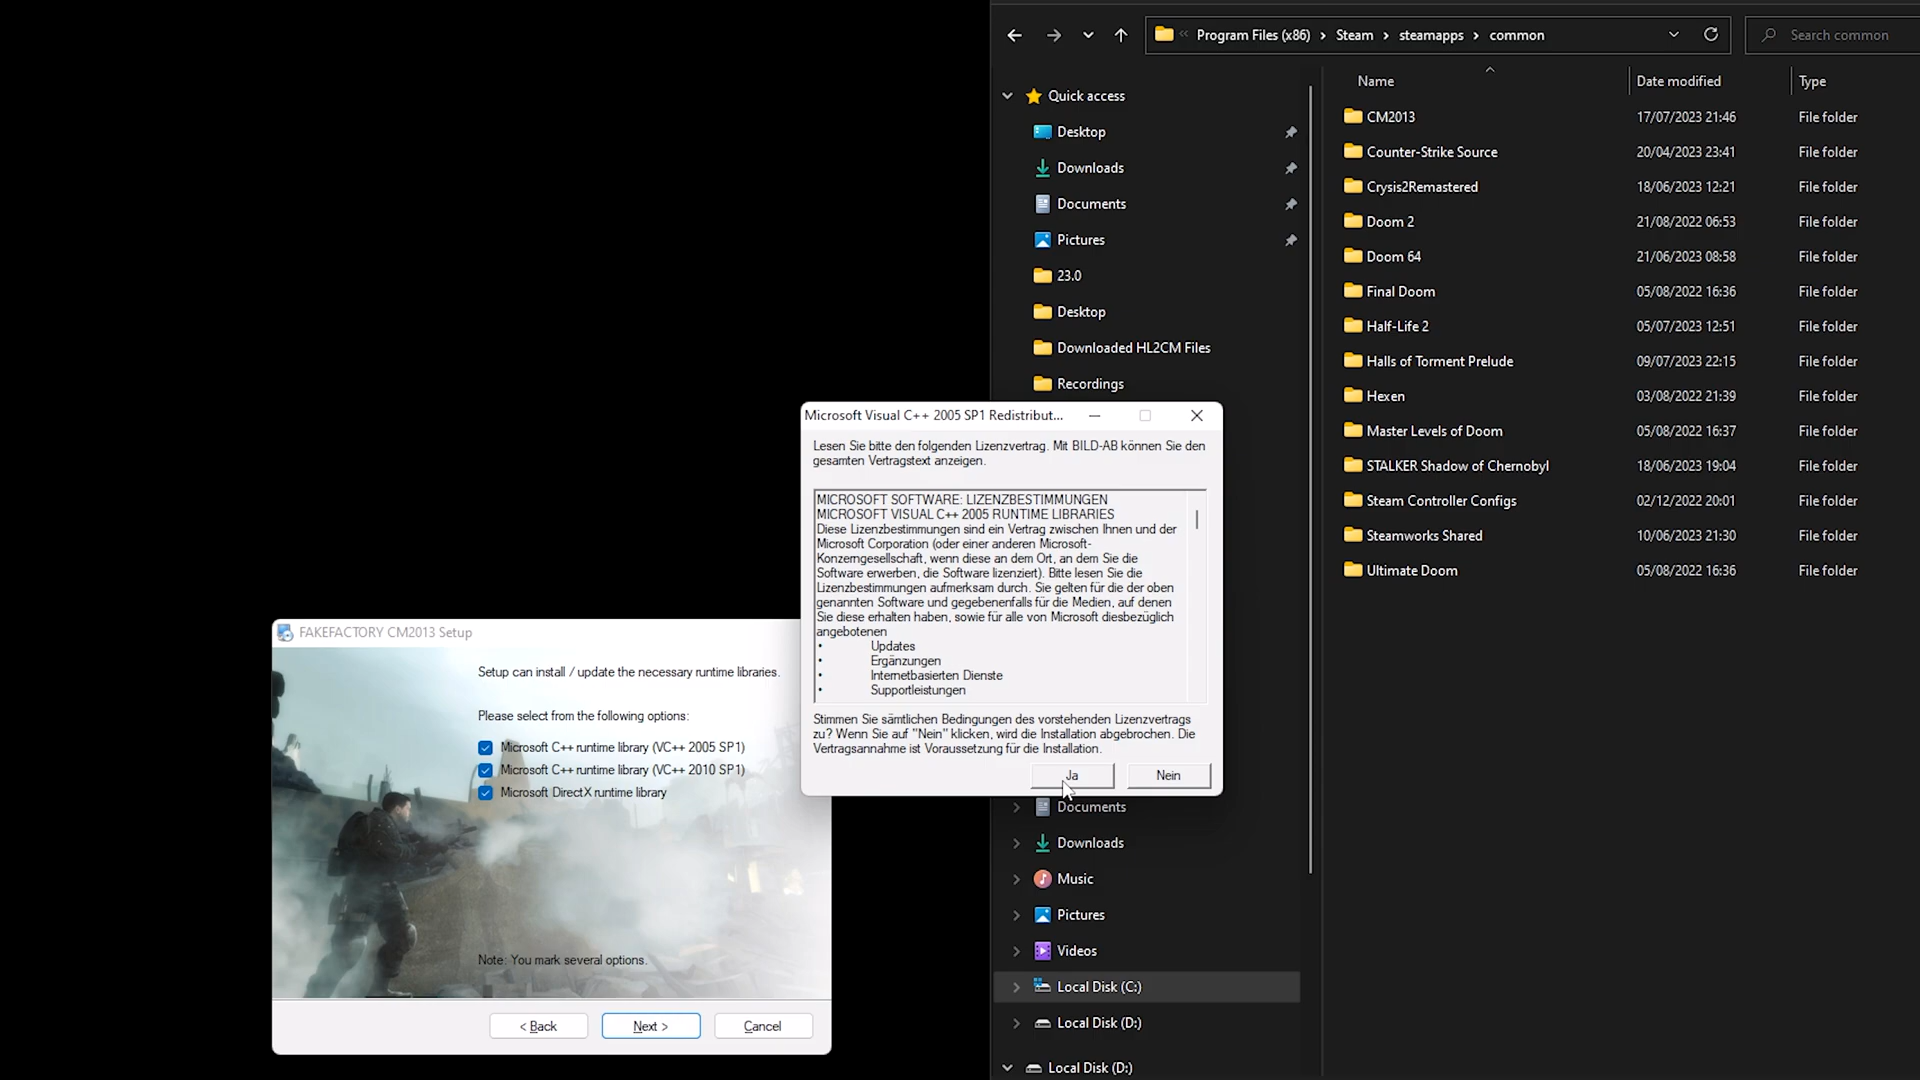 Program Files (x86) › Steam › steamapps › common
Search common
Name Date modified Type
Quick access
Desktop
Downloads
Documents
Pictures
23.0
Desktop
Downloaded HL2CM Files
Recordings
CM2013 17/07/2023 21:46 File folder
Counter-Strike Source 20/04/2023 23:41 File folder
Crysis2Remastered 18/06/2023 12:21 File folder
Doom 2 21/08/2022 06:53 File folder
Doom 64 21/06/2023 08:58 File folder
Final Doom 05/08/2022 16:36 File folder
Half-Life 2 05/07/2023 12:51 File folder
Halls of Torment Prelude 09/07/2023 22:15 File folder
Hexen 03/08/2022 21:39 File folder
Master Levels of Doom 05/08/2022 16:37 File folder
STALKER Shadow of Chernobyl 18/06/2023 19:04 File folder
Steam Controller Configs 02/12/2022 20:01 File folder
Steamworks Shared 10/06/2023 21:30 File folder
Ultimate Doom 05/08/2022 16:36 File folder
Microsoft Visual C++ 2005 SP1 Redistribut...
Lesen Sie bitte den folgenden Lizenzvertrag. Mit BILD-AB können Sie den
gesamten Vertragstext anzeigen.
MICROSOFT SOFTWARE: LIZENZBESTIMMUNGEN
MICROSOFT VISUAL C++ 2005 RUNTIME LIBRARIES
Diese Lizenzbestimmungen sind ein Vertrag zwischen Ihnen und der
Microsoft Corporation (oder einer anderen Microsoft-
Konzerngesellschaft, wenn diese an dem Ort, an dem Sie die
Software erwerben, die Software lizenziert). Bitte lesen Sie die
Lizenzbestimmungen aufmerksam durch. Sie gelten für die der oben
genannten Software und gegebenenfalls für die Medien, auf denen
Sie diese erhalten haben, sowie für alle von Microsoft diesbezüglich
angebotenen
• Updates
• Ergänzungen
• Internetbasierten Dienste
• Supportleistungen
Stimmen Sie sämtlichen Bedingungen des vorstehenden Lizenzvertrags
zu? Wenn Sie auf "Nein" klicken, wird die Installation abgebrochen. Die
Vertragsannahme ist Voraussetzung für die Installation.
Ja Nein
FAKEFACTORY CM2013 Setup
Setup can install / update the necessary runtime libraries.
Please select from the following options:
Microsoft C++ runtime library (VC++ 2005 SP1)
Microsoft C++ runtime library (VC++ 2010 SP1)
Microsoft DirectX runtime library
Note: You mark several options.
< Back Next > Cancel
Documents
Downloads
Music
Pictures
Videos
Local Disk (C:)
Local Disk (D:)
Local Disk (D:)